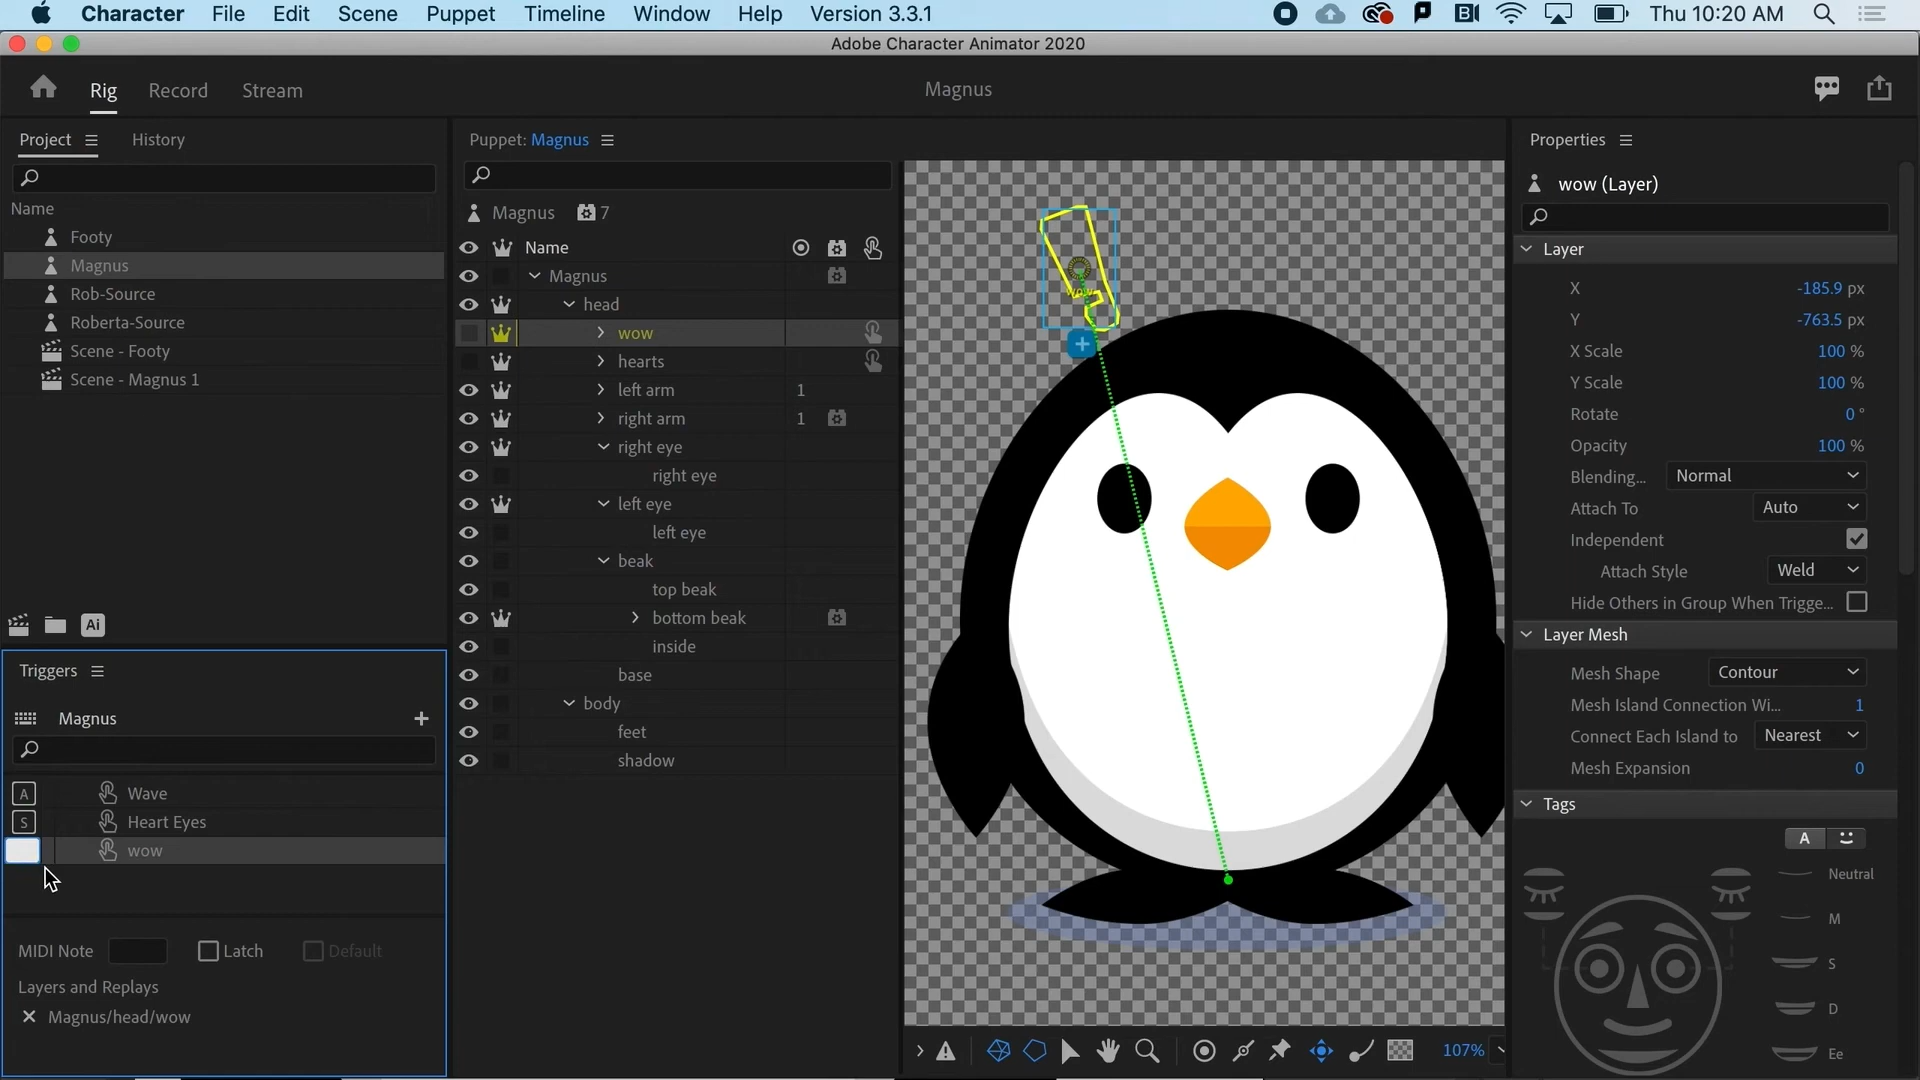 Character File Edit Scene Puppet Timeline Window Help Version 3.3.1 Thu 10:20 AM
Adobe Character Animator 2020
Rig Record Stream Magnus
Project History
Name
Footy
Magnus
Rob-Source
Roberta-Source
Scene - Footy
Scene - Magnus 1
Ai
Triggers
Magnus
A Wave
S Heart Eyes
wow
MIDI Note Latch Default
Layers and Replays
Magnus/head/wow
Puppet: Magnus
Magnus 7
Name
Magnus
head
wow
hearts
left arm 1
right arm 1
right eye
right eye
left eye
left eye
beak
top beak
bottom beak
inside
base
body
feet
shadow
wow
107%
Properties
wow (Layer)
Layer
X -185.9 px
Y -763.5 px
X Scale 100 %
Y Scale 100 %
Rotate 0 °
Opacity 100 %
Blending... Normal
Attach To Auto
Independent
Attach Style Weld
Hide Others in Group When Trigge...
Layer Mesh
Mesh Shape Contour
Mesh Island Connection Wi... 1
Connect Each Island to Nearest
Mesh Expansion 0
Tags
A
Neutral
M
S
D
Ee